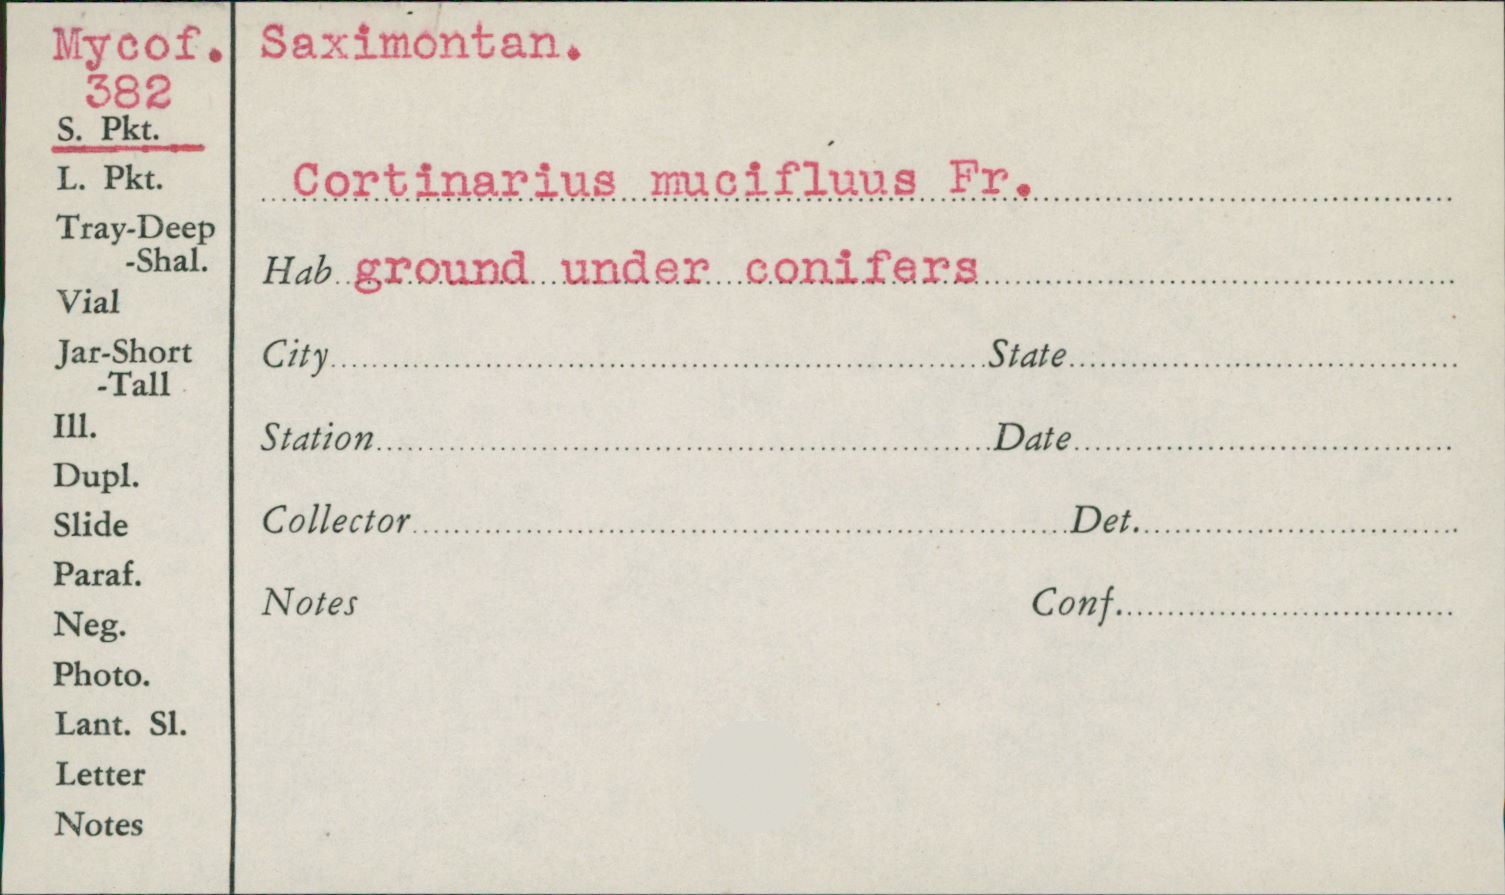 Mycof. Saximontan.
382
S. Pkt.
L. Pkt.
Tray-Deep
-Shal.
Vial
Jar-Short
-Tall
Ill.
Dupl.
Slide
Paraf.
Neg.
Photo.
Lant. Sl.
Letter
Notes
Cortinarius mucifluus Fr.
Hab ground under conifers
City State
Station Date
Collector Det.
Notes Conf.